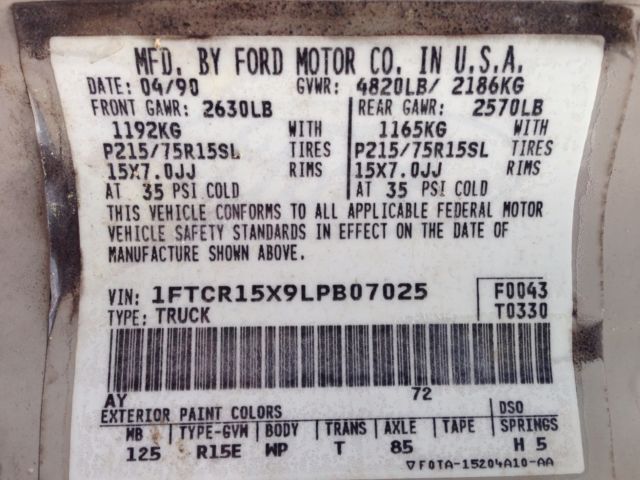 MFD. BY FORD MOTOR CO. IN U.S.A.
DATE: 04/90 GVWR: 4820LB/ 2186KG
FRONT GAWR: 2630LB REAR GAWR: 2570LB
1192KG WITH 1165KG WITH
P215/75R15SL TIRES P215/75R15SL TIRES
15X7.0JJ RIMS 15X7.0JJ RIMS
AT 35 PSI COLD AT 35 PSI COLD
THIS VEHICLE CONFORMS TO ALL APPLICABLE FEDERAL MOTOR
VEHICLE SAFETY STANDARDS IN EFFECT ON THE DATE OF
MANUFACTURE SHOWN ABOVE.
VIN: 1FTCR15X9LPB07025 F0043
TYPE: TRUCK T0330
AY 72
EXTERIOR PAINT COLORS DSO
WB TYPE-GVW BODY TRANS AXLE TAPE SPRINGS
125 R15E WP T 85 H 5
▽FOTA-15204A10-AA